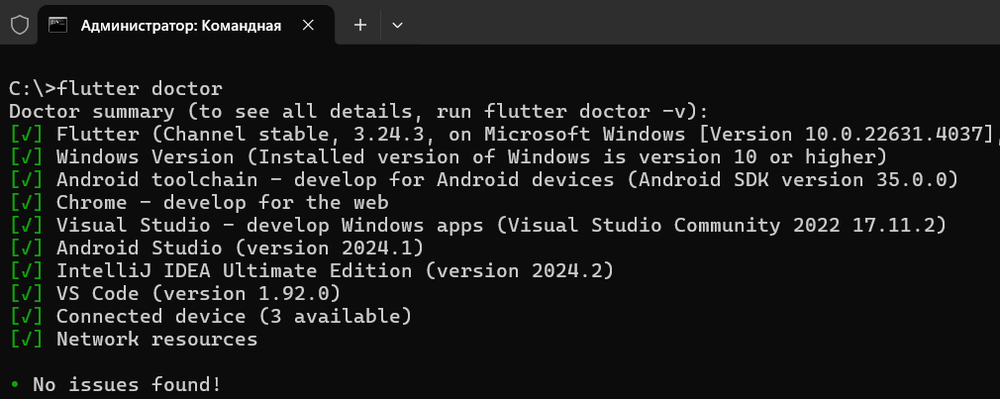 Администратор: Командная
C:\>flutter doctor
Doctor summary (to see all details, run flutter doctor -v):
[√] Flutter (Channel stable, 3.24.3, on Microsoft Windows [Version 10.0.22631.4037],
[√] Windows Version (Installed version of Windows is version 10 or higher)
[√] Android toolchain - develop for Android devices (Android SDK version 35.0.0)
[√] Chrome - develop for the web
[√] Visual Studio - develop Windows apps (Visual Studio Community 2022 17.11.2)
[√] Android Studio (version 2024.1)
[√] IntelliJ IDEA Ultimate Edition (version 2024.2)
[√] VS Code (version 1.92.0)
[√] Connected device (3 available)
[√] Network resources
• No issues found!